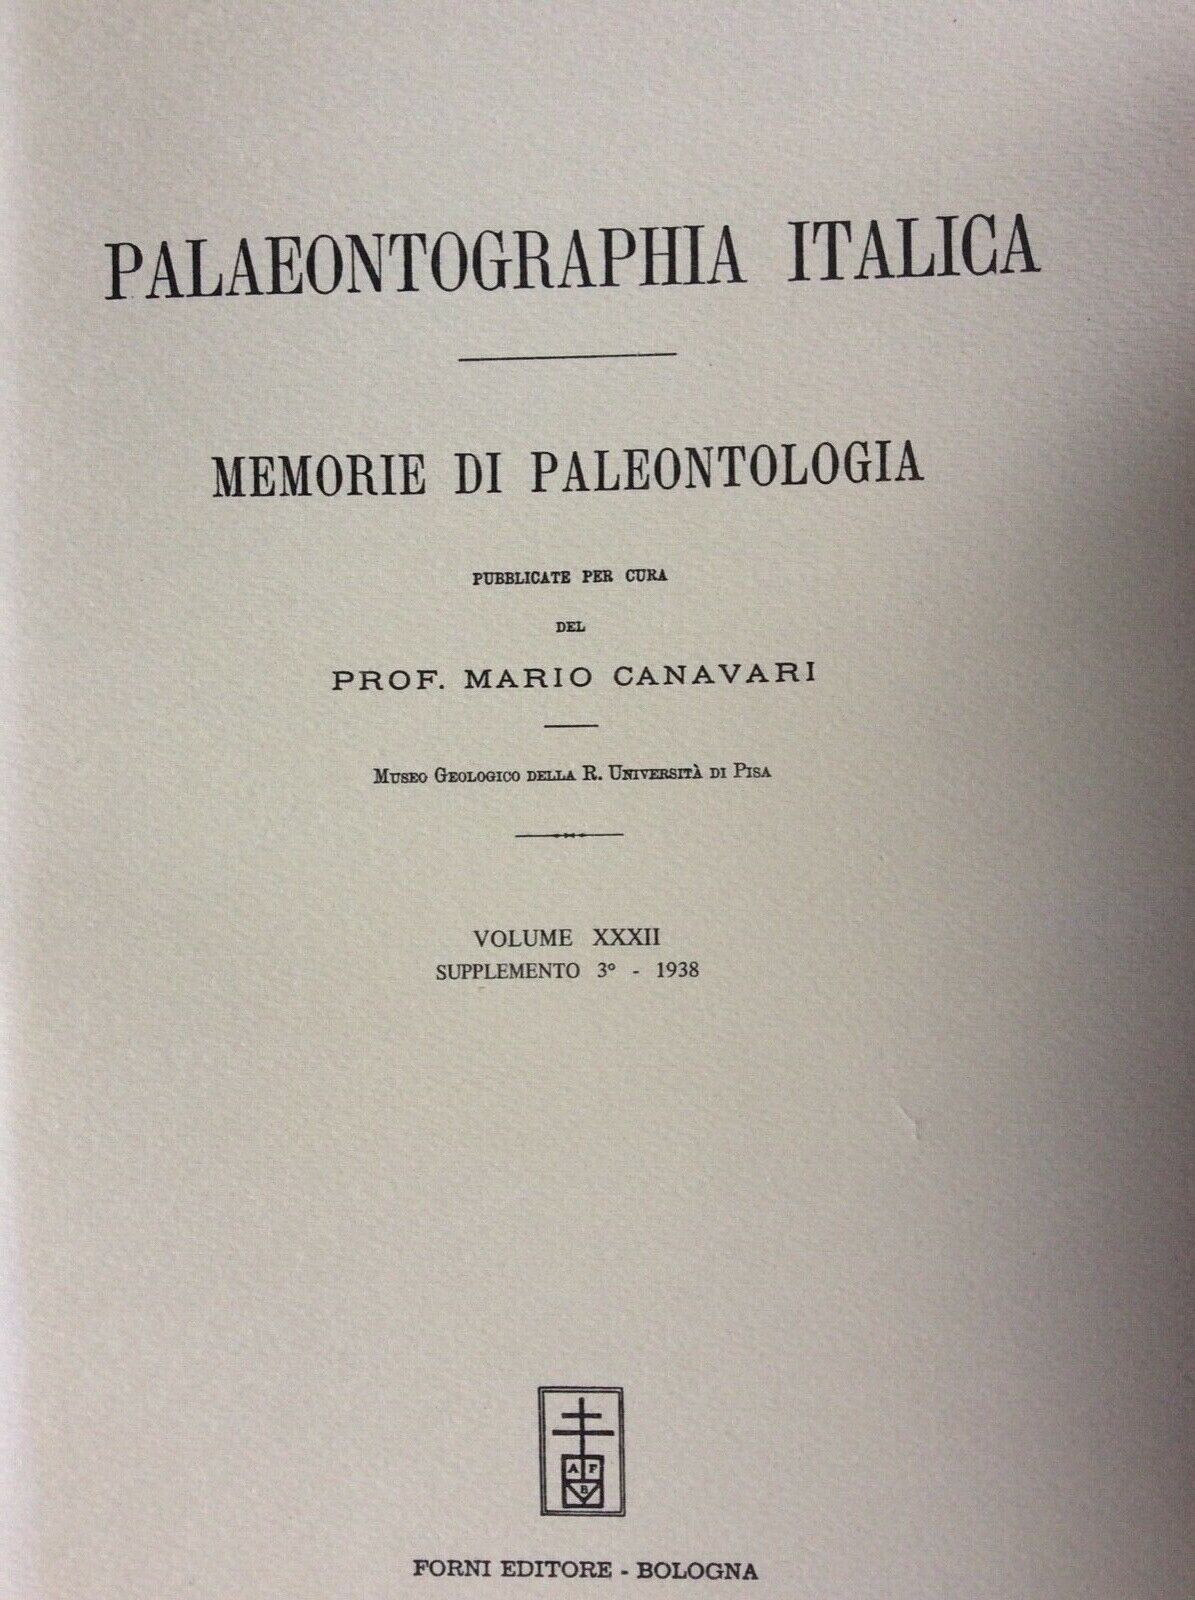 PALAEONTOGRAPHIA ITALICA
MEMORIE DI PALEONTOLOGIA
PUBBLICATE PER CURA
DEL
PROF. MARIO CANAVARI
MUSEO GEOLOGICO DELLA R. UNIVERSITÀ DI PISA
VOLUME XXXII
SUPPLEMENTO 3° - 1938
A F
B
FORNI EDITORE - BOLOGNA